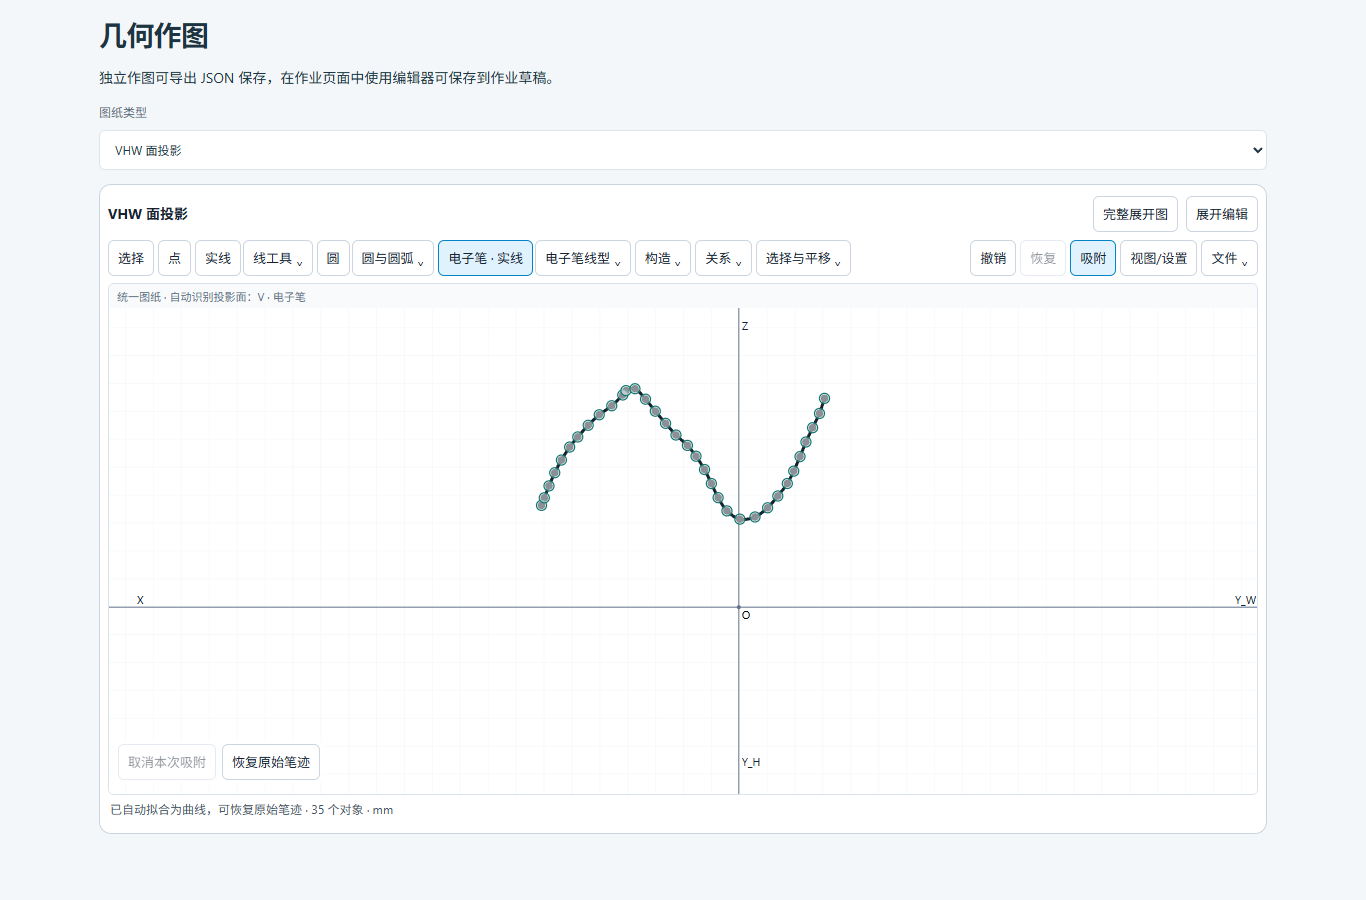 几何作图
独立作图可导出 JSON 保存，在作业页面中使用编辑器可保存到作业草稿。
图纸类型
VHW 面投影
VHW 面投影
完整展开图 展开编辑
选择 点 实线 线工具 圆 圆与圆弧 电子笔 · 实线 电子笔线型 构造 关系 选择与平移 撤销 恢复 吸附 视图/设置 文件
统一图纸 · 自动识别投影面：V · 电子笔
Z
X
Y_W
O
Y_H
取消本次吸附 恢复原始笔迹
已自动拟合为曲线，可恢复原始笔迹 · 35 个对象 · mm